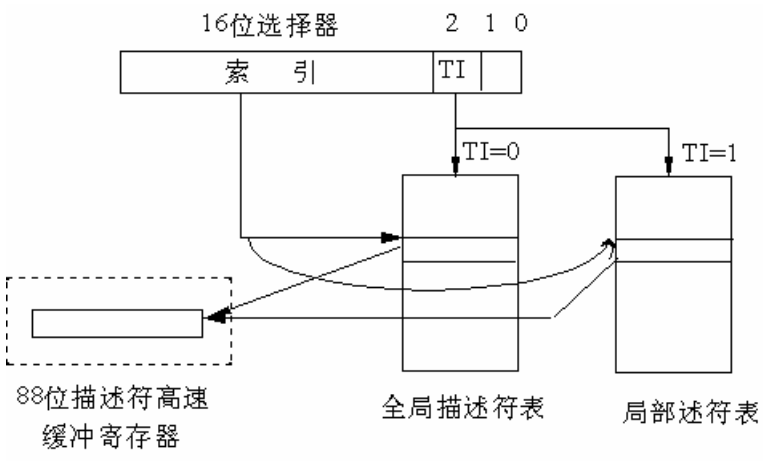 16位选择器 2 1 0
索 引 TI
TI=0 TI=1
88位描述符高速
缓冲寄存器
全局描述符表
局部述符表